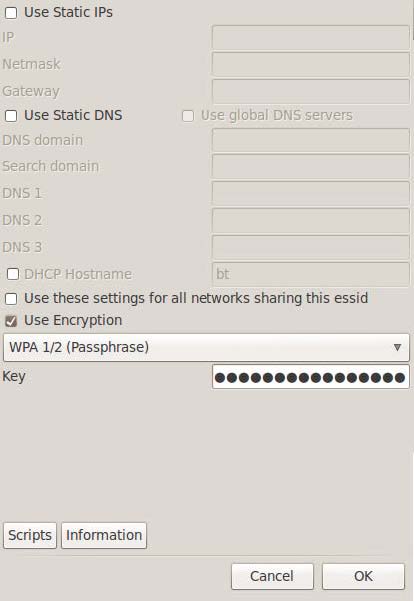 Use Static IPs
IP
Netmask
Gateway
Use Static DNS Use global DNS servers
DNS domain
Search domain
DNS 1
DNS 2
DNS 3
DHCP Hostname bt
Use these settings for all networks sharing this essid
Use Encryption
WPA 1/2 (Passphrase)
Key ●●●●●●●●●●●●●●●●
Scripts Information
Cancel OK